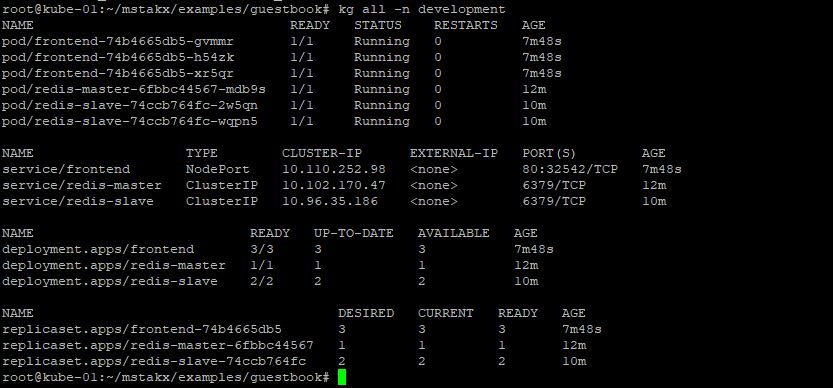 root@kube-01:~/mstakx/examples/guestbook# kg all -n development
NAME READY STATUS RESTARTS AGE
pod/frontend-74b4665db5-gvmmr 1/1 Running 0 7m48s
pod/frontend-74b4665db5-h54zk 1/1 Running 0 7m48s
pod/frontend-74b4665db5-xr5qr 1/1 Running 0 7m48s
pod/redis-master-6fbbc44567-mdb9s 1/1 Running 0 12m
pod/redis-slave-74ccb764fc-2w5qn 1/1 Running 0 10m
pod/redis-slave-74ccb764fc-wqpn5 1/1 Running 0 10m
NAME TYPE CLUSTER-IP EXTERNAL-IP PORT(S) AGE
service/frontend NodePort 10.110.252.98 <none> 80:32542/TCP 7m48s
service/redis-master ClusterIP 10.102.170.47 <none> 6379/TCP 12m
service/redis-slave ClusterIP 10.96.35.186 <none> 6379/TCP 10m
NAME READY UP-TO-DATE AVAILABLE AGE
deployment.apps/frontend 3/3 3 3 7m48s
deployment.apps/redis-master 1/1 1 1 12m
deployment.apps/redis-slave 2/2 2 2 10m
NAME DESIRED CURRENT READY AGE
replicaset.apps/frontend-74b4665db5 3 3 3 7m48s
replicaset.apps/redis-master-6fbbc44567 1 1 1 12m
replicaset.apps/redis-slave-74ccb764fc 2 2 2 10m
root@kube-01:~/mstakx/examples/guestbook#